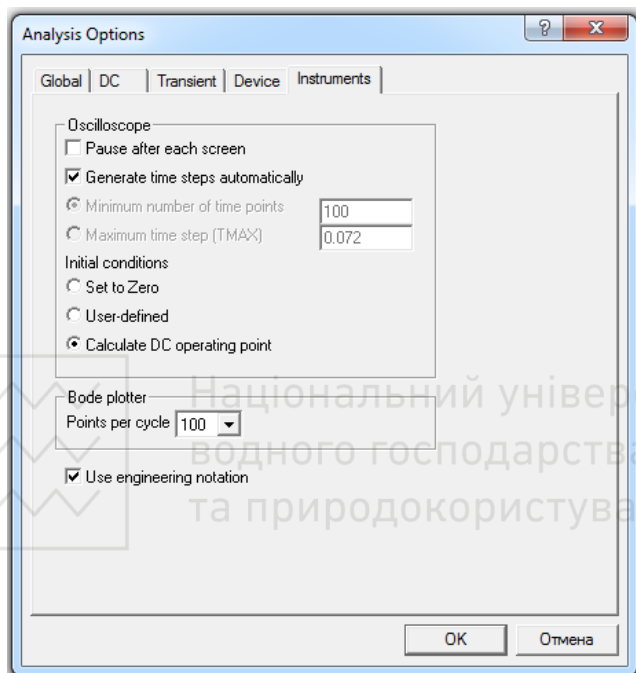 Analysis Options
Global DC Transient Device Instruments
Oscilloscope
Pause after each screen
Generate time steps automatically
Minimum number of time points 100
Maximum time step (TMAX) 0.072
Initial conditions
Set to Zero
User-defined
Calculate DC operating point
Bode plotter
Національний універ
Points per cycle 100
водного господарства
Use engineering notation
та природокористува
OK Отмена